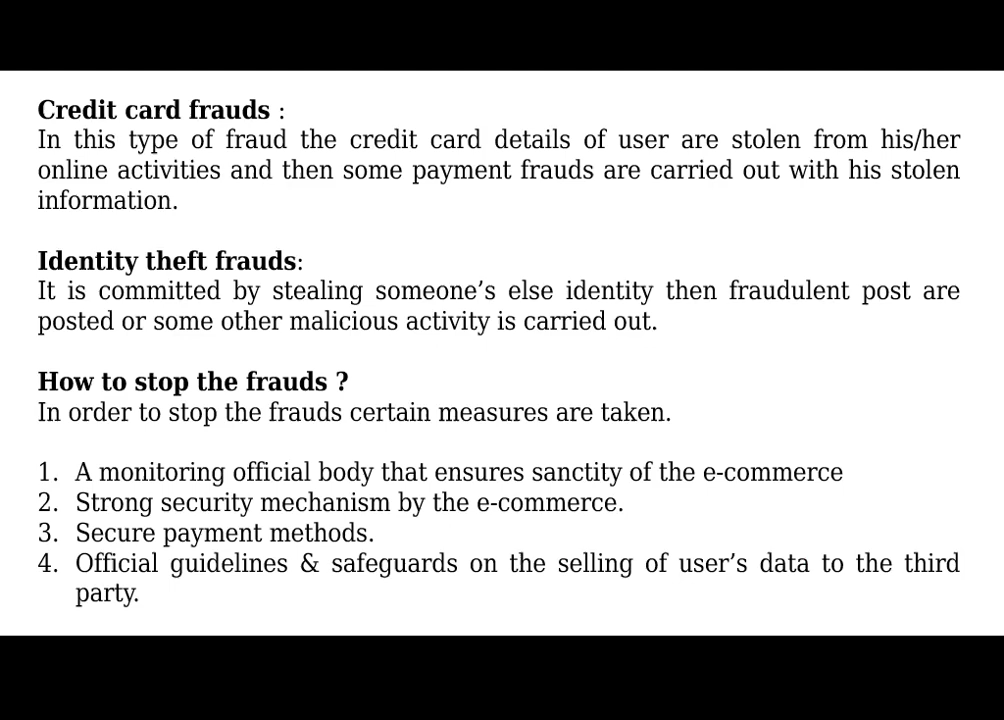 Credit card frauds :
In this type of fraud the credit card details of user are stolen from his/her
online activities and then some payment frauds are carried out with his stolen
information.
Identity theft frauds:
It is committed by stealing someone’s else identity then fraudulent post are
posted or some other malicious activity is carried out.
How to stop the frauds ?
In order to stop the frauds certain measures are taken.
1. A monitoring official body that ensures sanctity of the e-commerce
2. Strong security mechanism by the e-commerce.
3. Secure payment methods.
4. Official guidelines & safeguards on the selling of user’s data to the third
party.